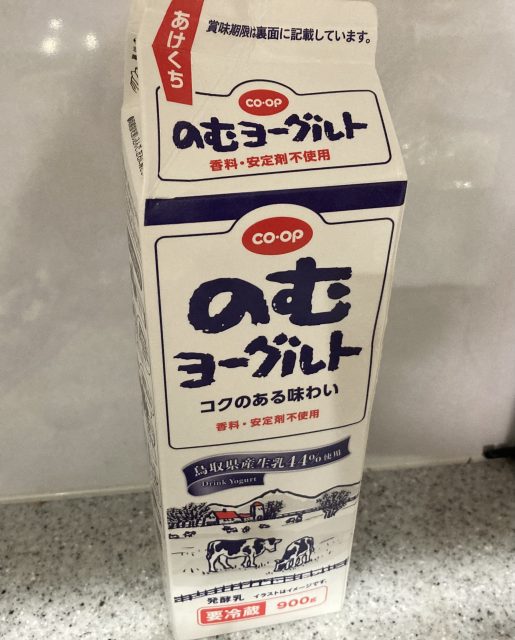 あけくち
賞味期限は裏面に記載しています。
CO·OP
のむヨーグルト
香料・安定剤不使用
CO·OP
のむ
ヨーグルト
コクのある味わい
香料・安定剤不使用
鳥取県産生乳44%使用
Drink Yogurt
発酵乳 イラストはイメージです。
要冷蔵 900g